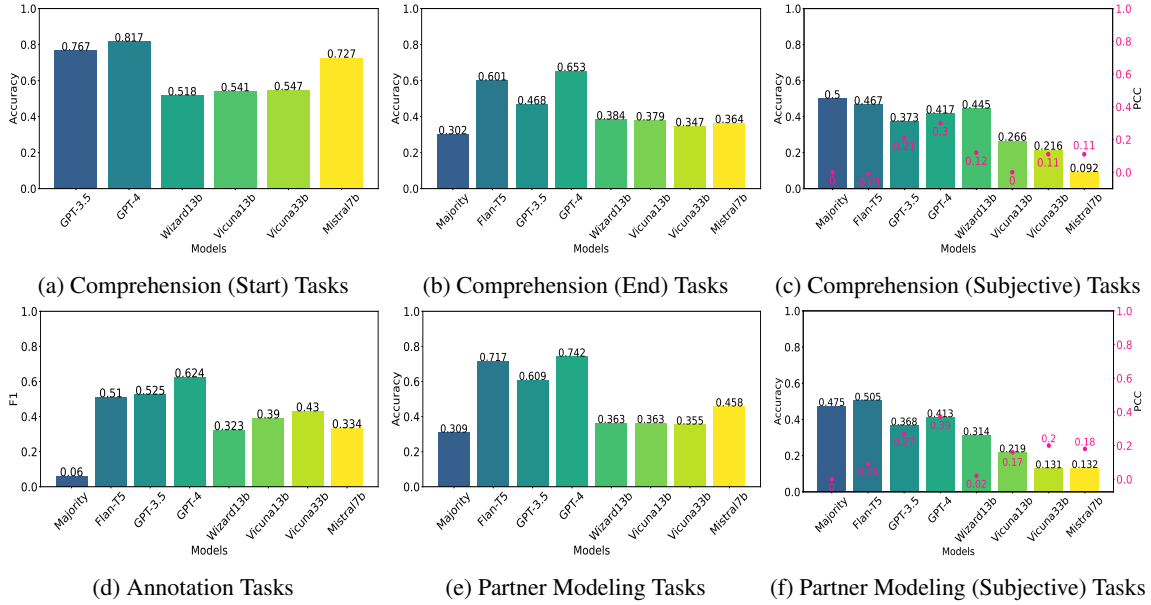 1.0
0.8
0.6
0.4
0.2
0.0
Accuracy
0.767
0.817
0.518
0.541
0.547
0.727
GPT-3.5
GPT-4
Wizard13b
Vicuna13b
Vicuna33b
Mistral7b
Models
(a) Comprehension (Start) Tasks
1.0
0.8
0.6
0.4
0.2
0.0
Accuracy
0.302
0.601
0.468
0.653
0.384
0.379
0.347
0.364
Majority
Flan-T5
GPT-3.5
GPT-4
Wizard13b
Vicuna13b
Vicuna33b
Mistral7b
Models
(b) Comprehension (End) Tasks
1.0
0.8
0.6
0.4
0.2
0.0
Accuracy
0.5
0.467
0.373
0.417
0.445
0.266
0.216
0.092
0
0.21
0.3
0.12
0
0.11
0.11
1.0
0.8
0.6
0.4
0.2
0.0
PCC
Majority
Flan-T5
GPT-3.5
GPT-4
Wizard13b
Vicuna13b
Vicuna33b
Mistral7b
Models
(c) Comprehension (Subjective) Tasks
1.0
0.8
0.6
0.4
0.2
0.0
F1
0.06
0.51
0.525
0.624
0.323
0.39
0.43
0.334
Majority
Flan-T5
GPT-3.5
GPT-4
Wizard13b
Vicuna13b
Vicuna33b
Mistral7b
Models
(d) Annotation Tasks
1.0
0.8
0.6
0.4
0.2
0.0
Accuracy
0.309
0.717
0.609
0.742
0.363
0.363
0.355
0.458
Majority
Flan-T5
GPT-3.5
GPT-4
Wizard13b
Vicuna13b
Vicuna33b
Mistral7b
Models
(e) Partner Modeling Tasks
1.0
0.8
0.6
0.4
0.2
0.0
Accuracy
0.475
0.505
0.368
0.413
0.314
0.219
0.131
0.132
0
0.02
0.17
0.2
0.18
1.0
0.8
0.6
0.4
0.2
0.0
PCC
Majority
Flan-T5
GPT-3.5
GPT-4
Wizard13b
Vicuna13b
Vicuna33b
Mistral7b
Models
(f) Partner Modeling (Subjective) Tasks